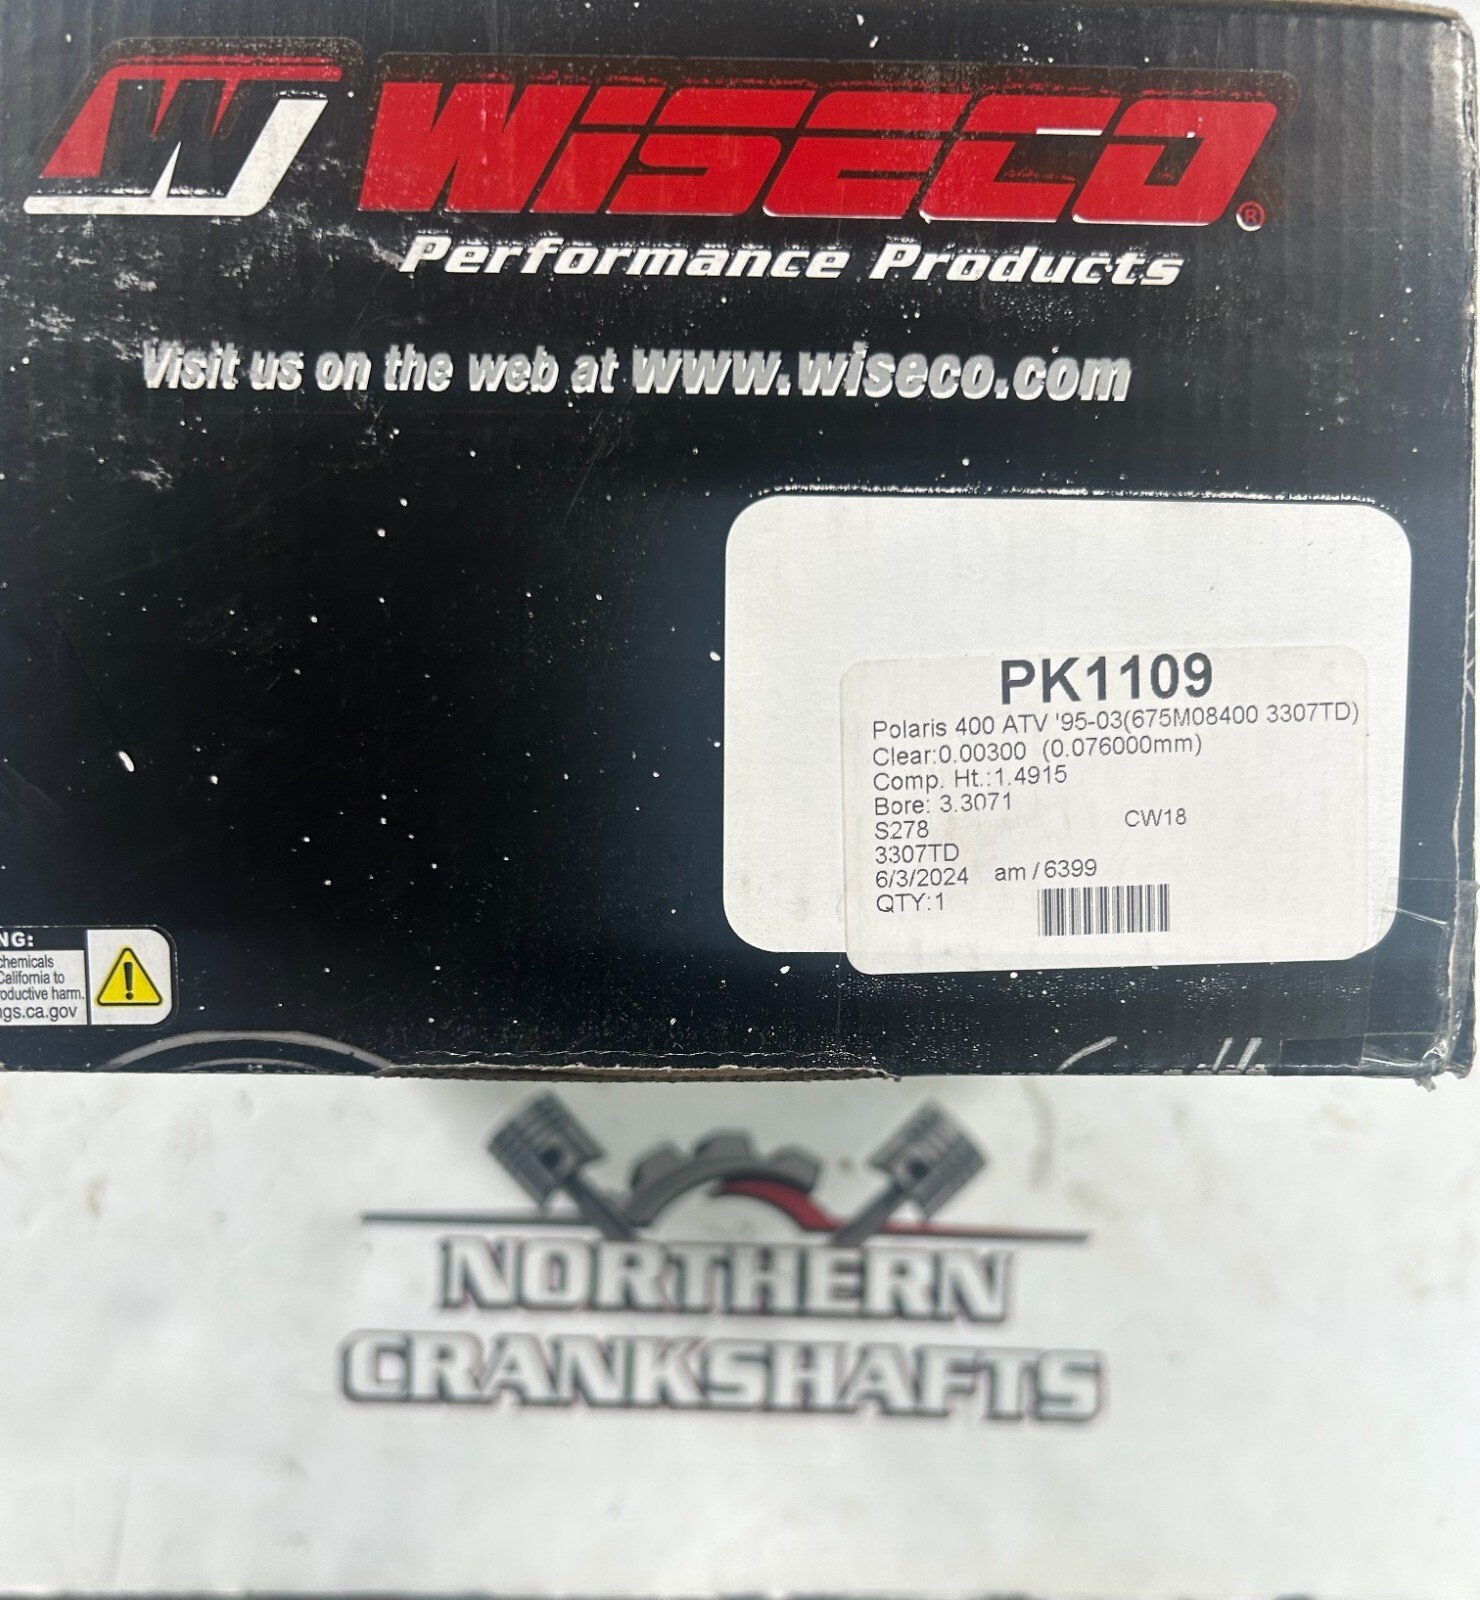 W WISECO®
Performance Products
Visit us on the web at www.wiseco.com
PK1109
Polaris 400 ATV '95-03(675M08400 3307TD)
Clear:0.00300 (0.076000mm)
Comp. Ht.:1.4915
Bore: 3.3071
S278 CW18
3307TD
6/3/2024 am / 6399
QTY:1
NG:
chemicals
California to
oductive harm.
gs.ca.gov
NORTHERN
CRANKSHAFTS